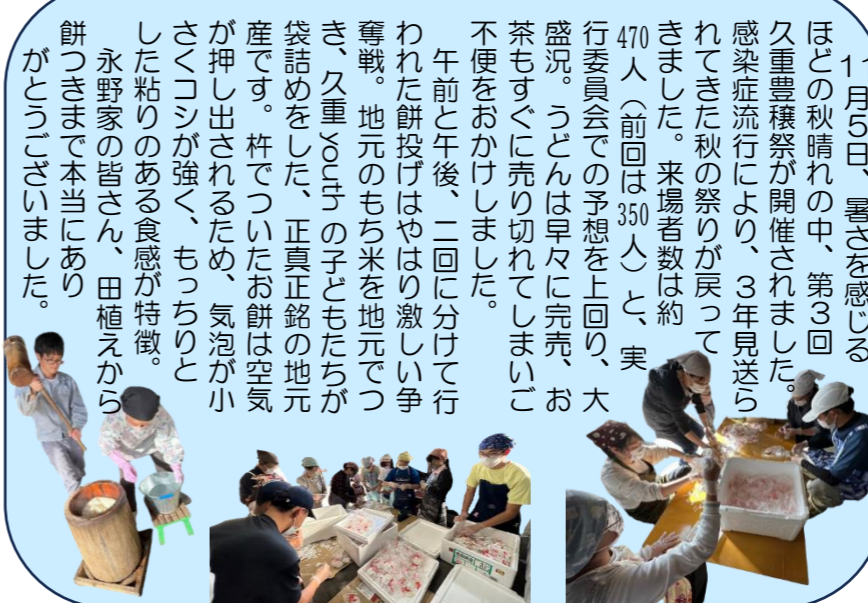 11月5日、暑さを感じる
ほどの秋晴れの中、第3回
久重豊穣祭が開催されました。
感染症流行により、3年見送ら
れてきた秋の祭りが戻って
きました。来場者数は約
470人（前回は350人）と、実
行委員会での予想を上回り、大
盛況。うどんは早々に完売、お
茶もすぐに売り切れてしまいご
不便をおかけしました。
午前と午後、二回に分けて行
われた餅投げはやはり激しい争
奪戦。地元のもち米を地元でつ
き、久重youthの子どもたちが
袋詰めをした、正真正銘の地元
産です。杵でついたお餅は空気
が押し出されるため、気泡が小
さくコシが強く、もっちりと
した粘りのある食感が特徴。
永野家の皆さん、田植えから
餅つきまで本当にあり
がとうございました。